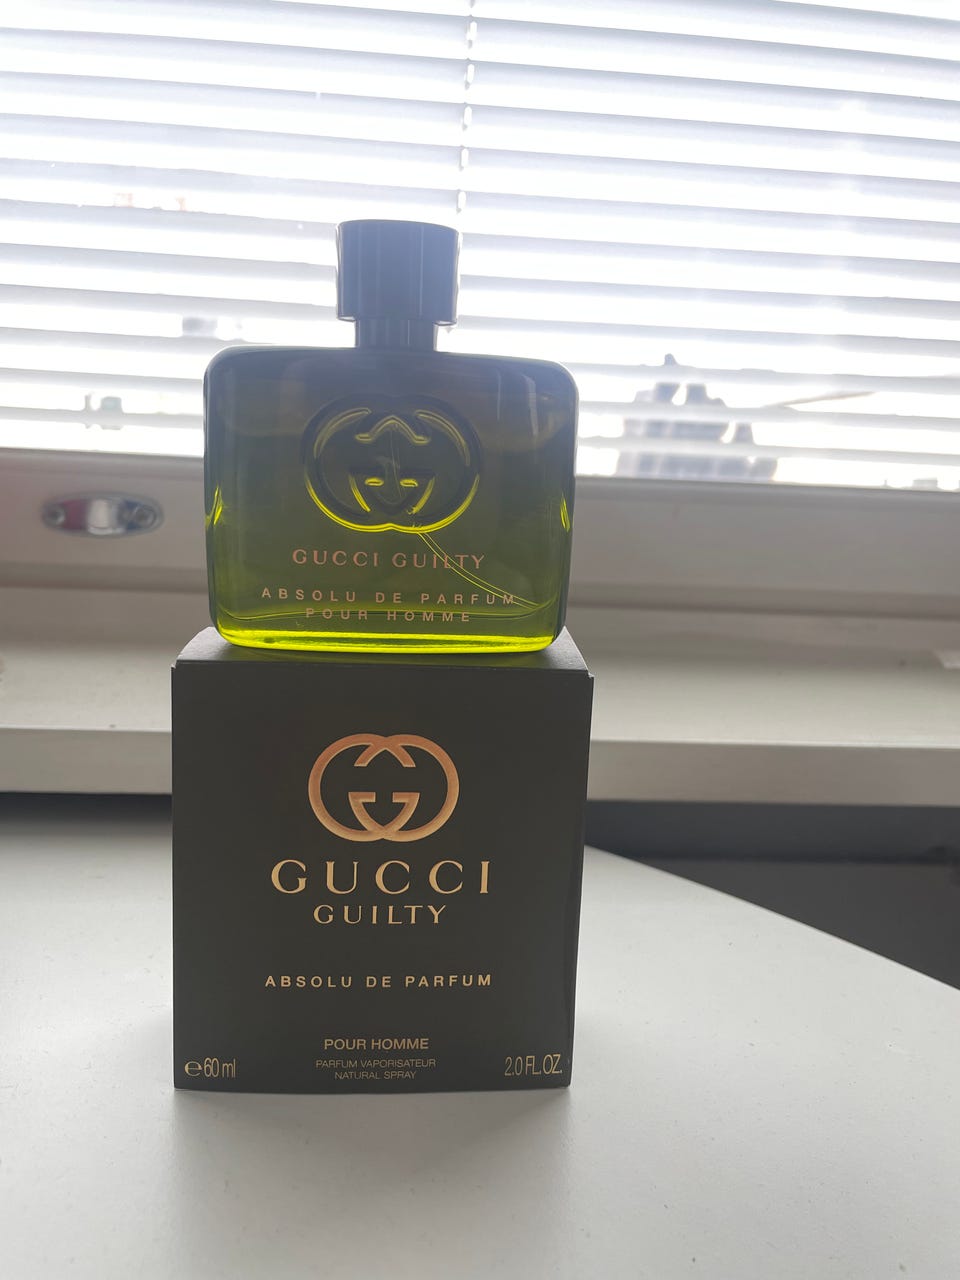 GUCCI GUILTY
ABSOLU DE PARFUM
POUR HOMME
GUCCI
GUILTY
ABSOLU DE PARFUM
POUR HOMME
PARFUM VAPORISATEUR
NATURAL SPRAY
℮60 ml
2.0 FL.OZ.